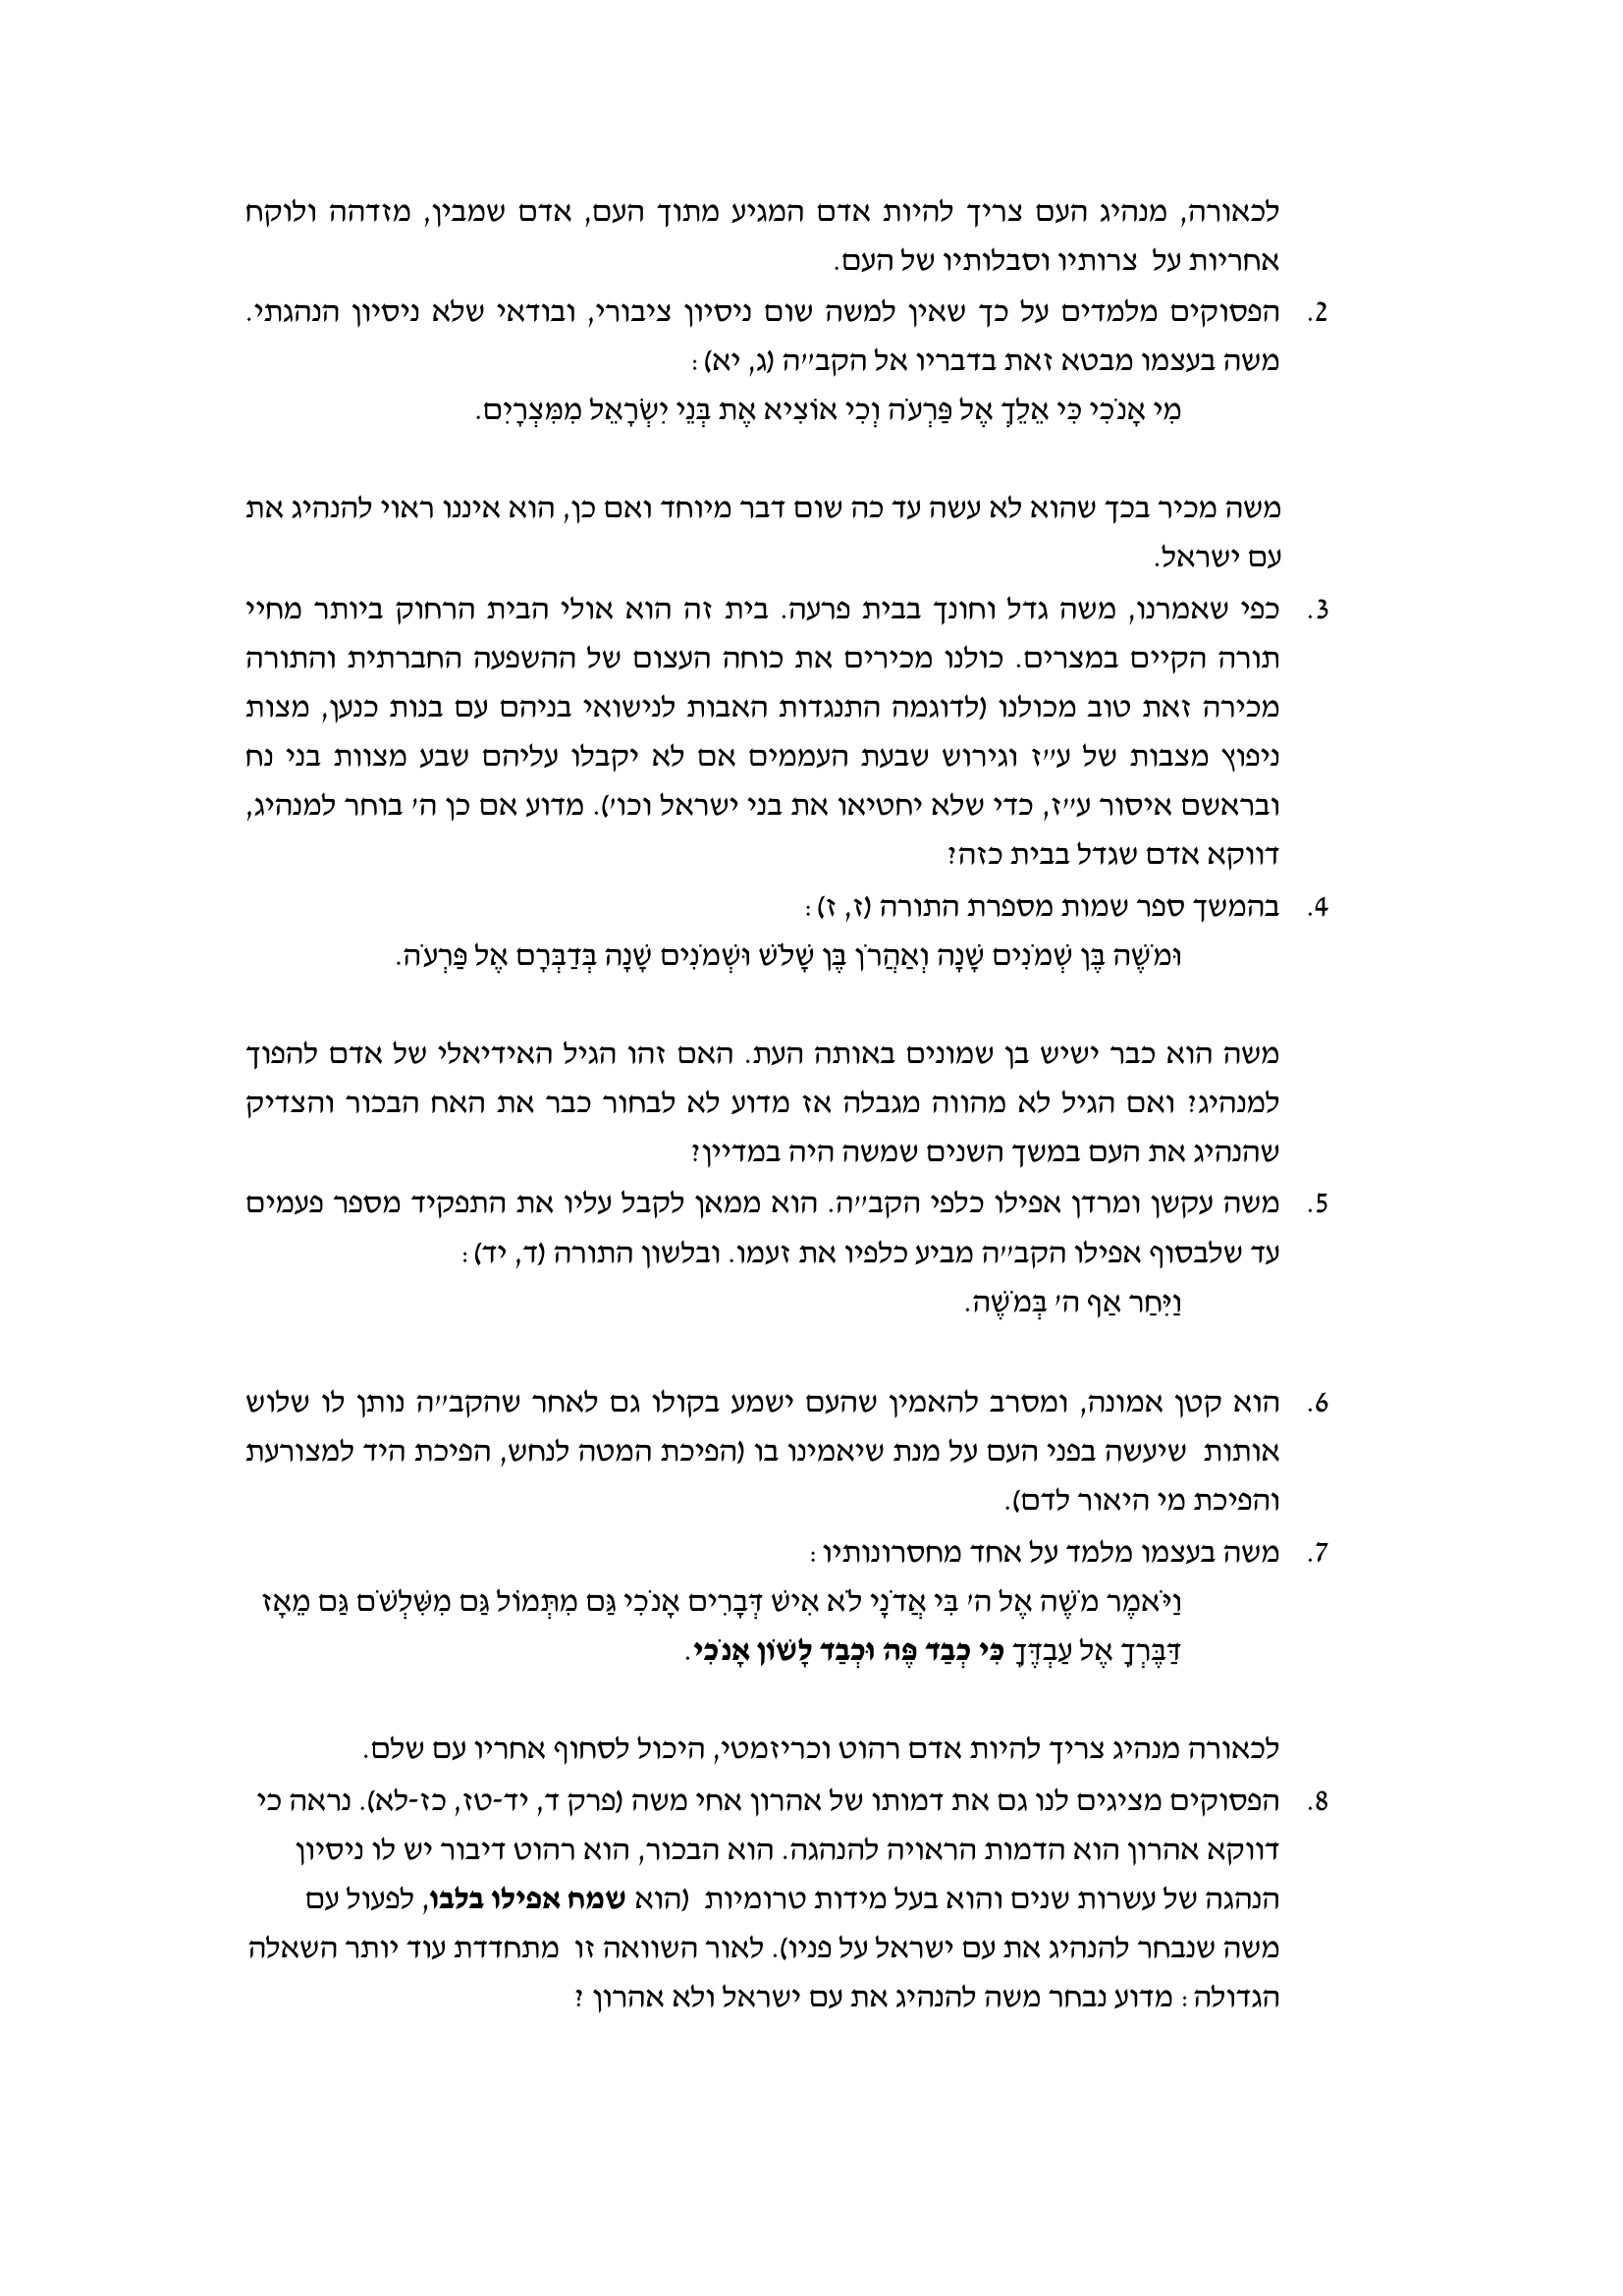 לכאורה, מנהיג העם צריך להיות אדם המגיע מתוך העם, אדם שמבין, מזדהה ולוקח
אחריות על  צרותיו וסבלותיו של העם.
2. הפסוקים מלמדים על כך שאין למשה שום ניסיון ציבורי, ובודאי שלא ניסיון הנהגתי.
משה בעצמו מבטא זאת בדבריו אל הקב״ה (ג, יא):
מִי אָנֹכִי כִּי אֵלֵךְ אֶל פַּרְעֹה וְכִי אוֹצִיא אֶת בְּנֵי יִשְׂרָאֵל מִמִּצְרָיִם.
משה מכיר בכך שהוא לא עשה עד כה שום דבר מיוחד ואם כן, הוא איננו ראוי להנהיג את
עם ישראל.
3. כפי שאמרנו, משה גדל וחונך בבית פרעה. בית זה הוא אולי הבית הרחוק ביותר מחיי
תורה הקיים במצרים. כולנו מכירים את כוחה העצום של ההשפעה החברתית והתורה
מכירה זאת טוב מכולנו (לדוגמה התנגדות האבות לנישואי בניהם עם בנות כנען, מצות
ניפוץ מצבות של ע״ז וגירוש שבעת העממים אם לא יקבלו עליהם שבע מצוות בני נח
ובראשם איסור ע״ז, כדי שלא יחטיאו את בני ישראל וכו׳). מדוע אם כן ה׳ בוחר למנהיג,
דווקא אדם שגדל בבית כזה?
4. בהמשך ספר שמות מספרת התורה (ז, ז):
וּמֹשֶׁה בֶּן שְׁמֹנִים שָׁנָה וְאַהֲרֹן בֶּן שָׁלֹשׁ וּשְׁמֹנִים שָׁנָה בְּדַבְּרָם אֶל פַּרְעֹה.
משה הוא כבר ישיש בן שמונים באותה העת. האם זהו הגיל האידיאלי של אדם להפוך
למנהיג? ואם הגיל לא מהווה מגבלה אז מדוע לא לבחור כבר את האח הבכור והצדיק
שהנהיג את העם במשך השנים שמשה היה במדיין?
5. משה עקשן ומרדן אפילו כלפי הקב״ה. הוא ממאן לקבל עליו את התפקיד מספר פעמים
עד שלבסוף אפילו הקב״ה מביע כלפיו את זעמו. ובלשון התורה (ד, יד):
וַיִּחַר אַף ה׳ בְּמֹשֶׁה.
6. הוא קטן אמונה, ומסרב להאמין שהעם ישמע בקולו גם לאחר שהקב״ה נותן לו שלוש
אותות  שיעשה בפני העם על מנת שיאמינו בו (הפיכת המטה לנחש, הפיכת היד למצורעת
והפיכת מי היאור לדם).
7. משה בעצמו מלמד על אחד מחסרונותיו:
וַיֹּאמֶר מֹשֶׁה אֶל ה׳ בִּי אֲדֹנָי לֹא אִישׁ דְּבָרִים אָנֹכִי גַּם מִתְּמוֹל גַּם מִשִּׁלְשֹׁם גַּם מֵאָז
דַּבֶּרְךָ אֶל עַבְדֶּךָ כִּי כְבַד פֶּה וּכְבַד לָשׁוֹן אָנֹכִי.
לכאורה מנהיג צריך להיות אדם רהוט וכריזמטי, היכול לסחוף אחריו עם שלם.
8. הפסוקים מציגים לנו גם את דמותו של אהרון אחי משה (פרק ד, יד-טז, כז-לא). נראה כי
דווקא אהרון הוא הדמות הראויה להנהגה. הוא הבכור, הוא רהוט דיבור יש לו ניסיון
הנהגה של עשרות שנים והוא בעל מידות טרומיות  (הוא שמח אפילו בלבו, לפעול עם
משה שנבחר להנהיג את עם ישראל על פניו). לאור השוואה זו  מתחדדת עוד יותר השאלה
הגדולה: מדוע נבחר משה להנהיג את עם ישראל ולא אהרון ?